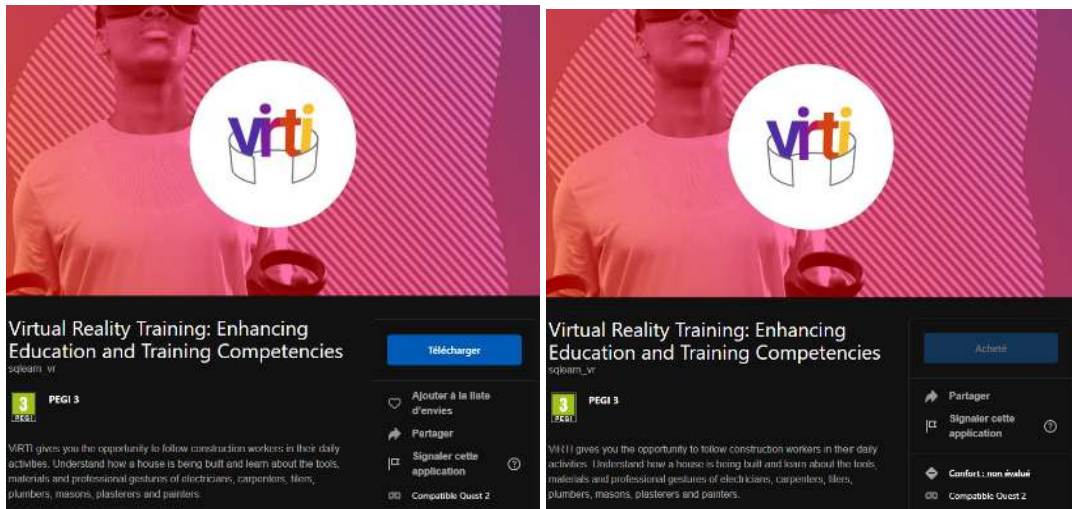 virti
Virtual Reality Training: Enhancing
Education and Training Competencies
sqlearn_vr
3
PEGI
PEGI 3
ViRTI gives you the opportunity to follow construction workers in their daily
activities. Understand how a house is being built and learn about the tools,
materials and professional gestures of electricians, carpenters, tilers,
plumbers, masons, plasterers and painters.
Télécharger
Ajouter à la liste
d'envies
Partager
Signaler cette
application
Compatible Quest 2
virti
Virtual Reality Training: Enhancing
Education and Training Competencies
sqlearn_vr
3
PEGI
PEGI 3
ViRTI gives you the opportunity to follow construction workers in their daily
activities. Understand how a house is being built and learn about the tools,
materials and professional gestures of electricians, carpenters, tilers,
plumbers, masons, plasterers and painters.
Acheté
Partager
Signaler cette
application
Confort : non évalué
Compatible Quest 2